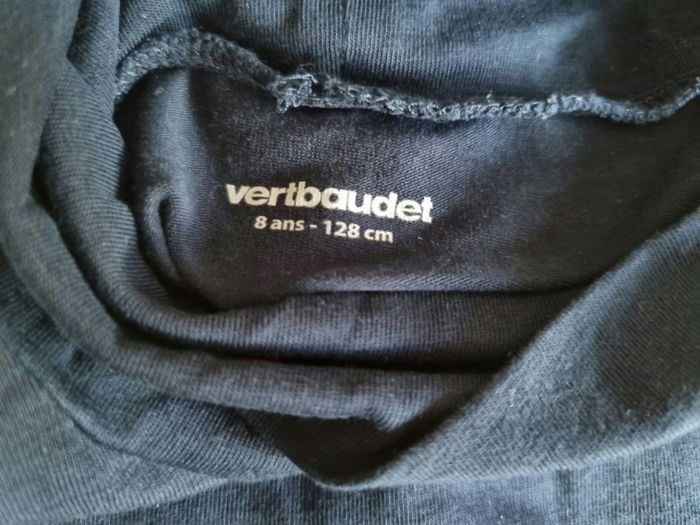 vertbaudet
8 ans - 128 cm